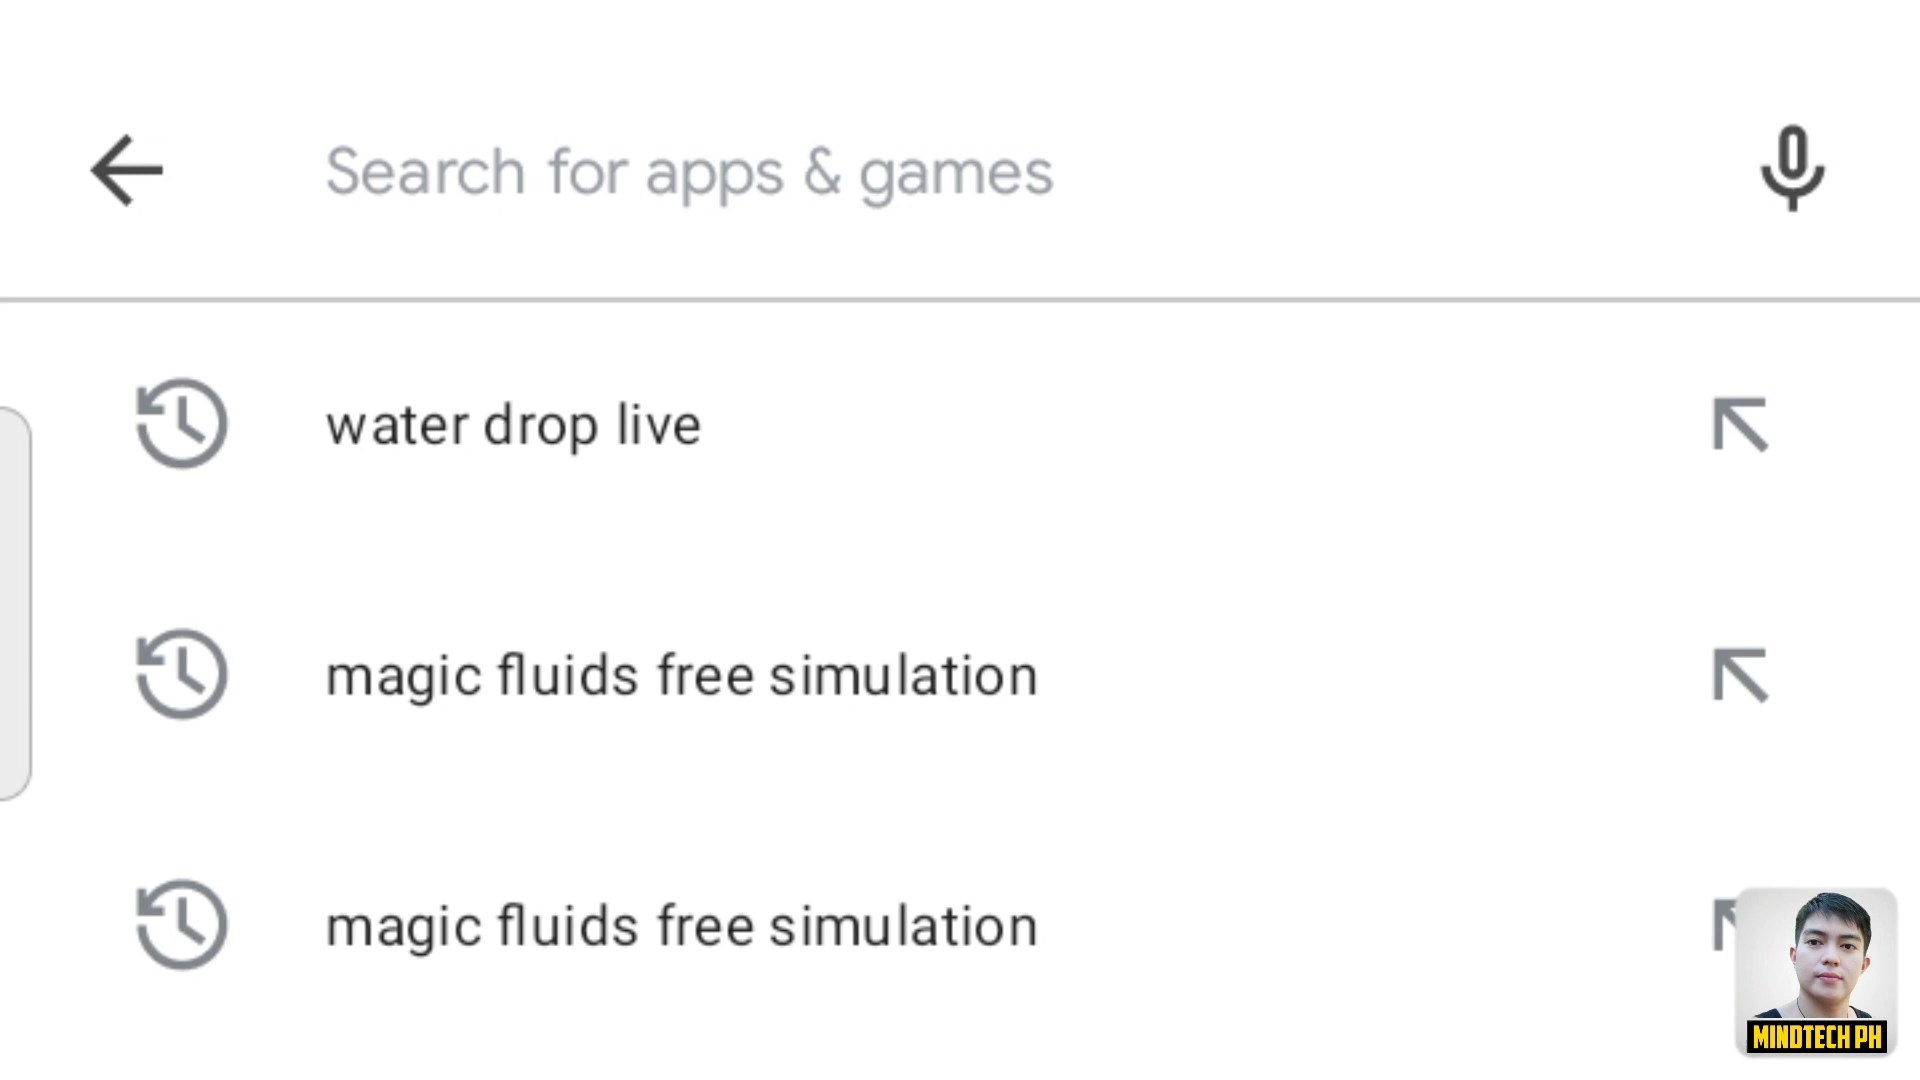 Search for apps & games
water drop live
magic fluids free simulation
magic fluids free simulation
MINDTECH PH